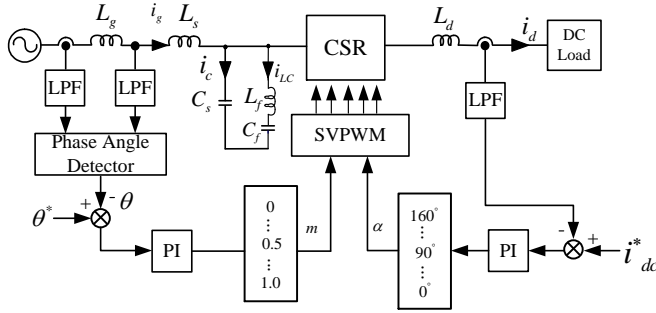 L_g
i_g
L_s
L_d
i_d
CSR
DC
Load
LPF
LPF
LPF
i_c
i_LC
C_s
L_f
C_f
SVPWM
Phase Angle
Detector
θ*
+
-
θ
PI
0
...
0.5
...
1.0
m
α
160°
...
90°
...
0°
PI
-
+
i*_dc